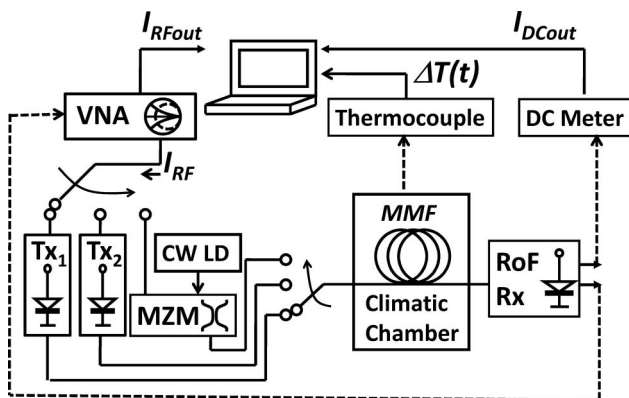 I_RFout
I_DCout
ΔT(t)
VNA
Thermocouple
DC Meter
I_RF
MMF
Tx₁
Tx₂
CW LD
RoF
Rx
MZM
Climatic
Chamber